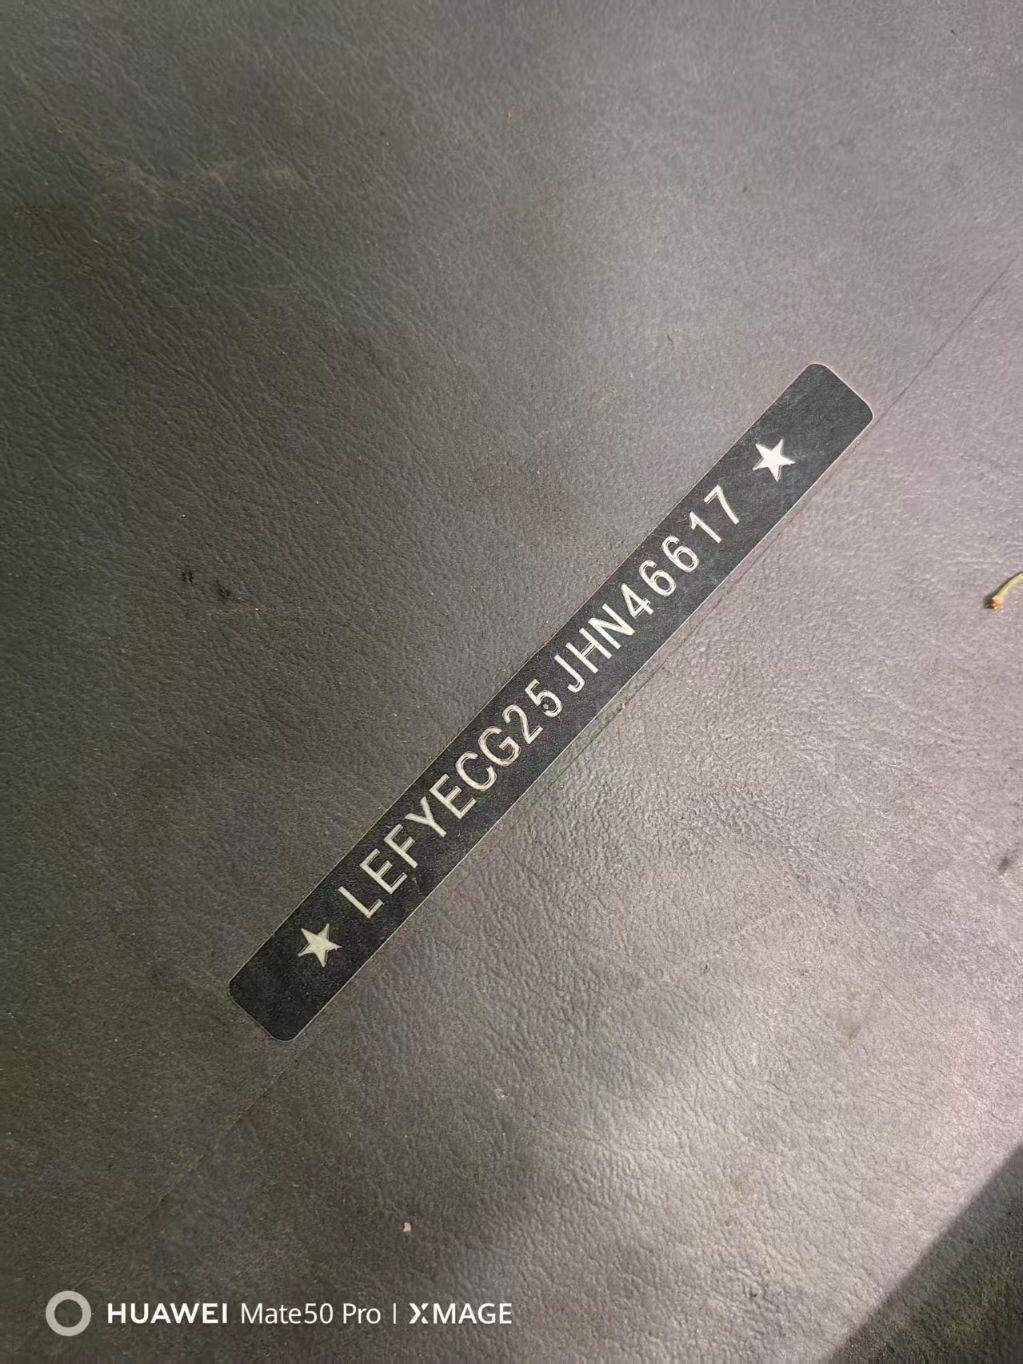 ★ LEFYECG25JHN46617 ★
HUAWEI Mate50 Pro | XMAGE